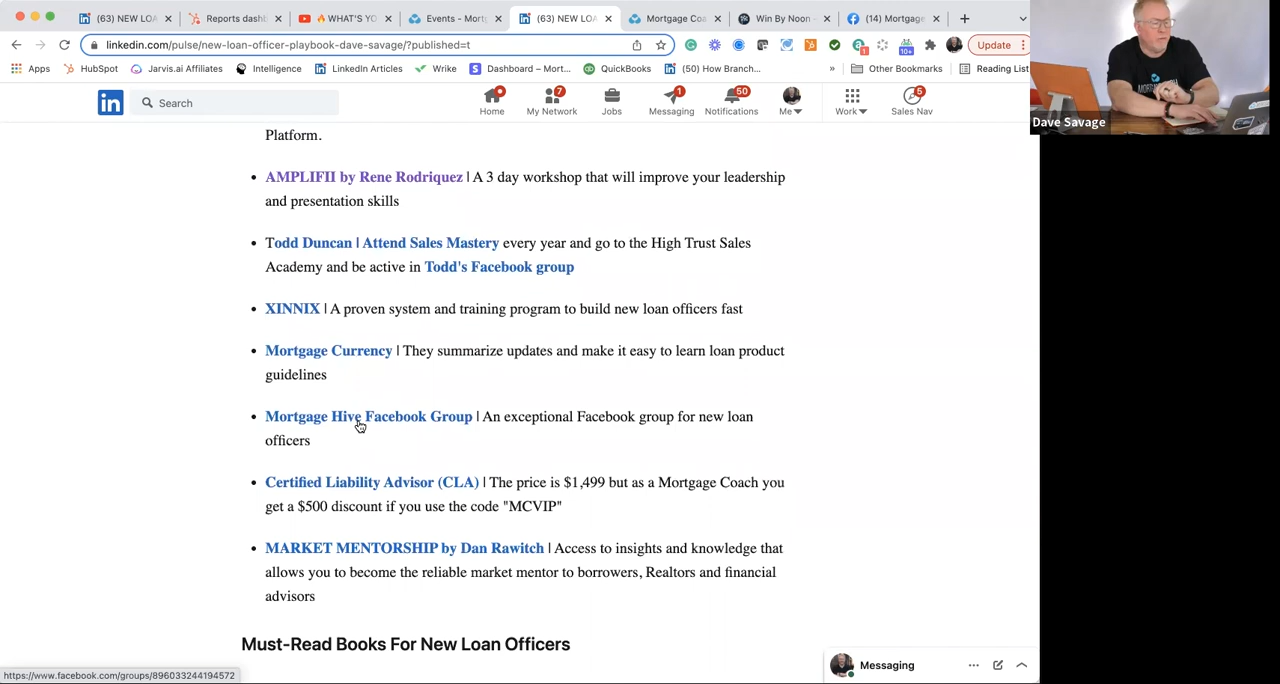 (63) NEW LOA
Reports dash
WHAT'S YO
Events - Mort
(63) NEW LOA
Mortgage Co
Win By Noon -
(14) Mortgage
linkedin.com/pulse/new-loan-officer-playbook-dave-savage/?published=t
1
10+
Update
Apps
HubSpot
Jarvis.ai Affiliates
Intelligence
LinkedIn Articles
Wrike
Dashboard – Mort...
QuickBooks
(50) How Branch...
»
Other Bookmarks
Reading List
in
Search
Home
7
My Network
Jobs
1
Messaging
50
Notifications
Me
Work
5
Sales Nav
Dave Savage
Platform.
• AMPLIFII by Rene Rodriquez | A 3 day workshop that will improve your leadership
and presentation skills
• Todd Duncan | Attend Sales Mastery every year and go to the High Trust Sales
Academy and be active in Todd's Facebook group
• XINNIX | A proven system and training program to build new loan officers fast
• Mortgage Currency | They summarize updates and make it easy to learn loan product
guidelines
• Mortgage Hive Facebook Group | An exceptional Facebook group for new loan
officers
• Certified Liability Advisor (CLA) | The price is $1,499 but as a Mortgage Coach you
get a $500 discount if you use the code "MCVIP"
• MARKET MENTORSHIP by Dan Rawitch | Access to insights and knowledge that
allows you to become the reliable market mentor to borrowers, Realtors and financial
advisors
Must-Read Books For New Loan Officers
Messaging
https://www.facebook.com/groups/896033244194572